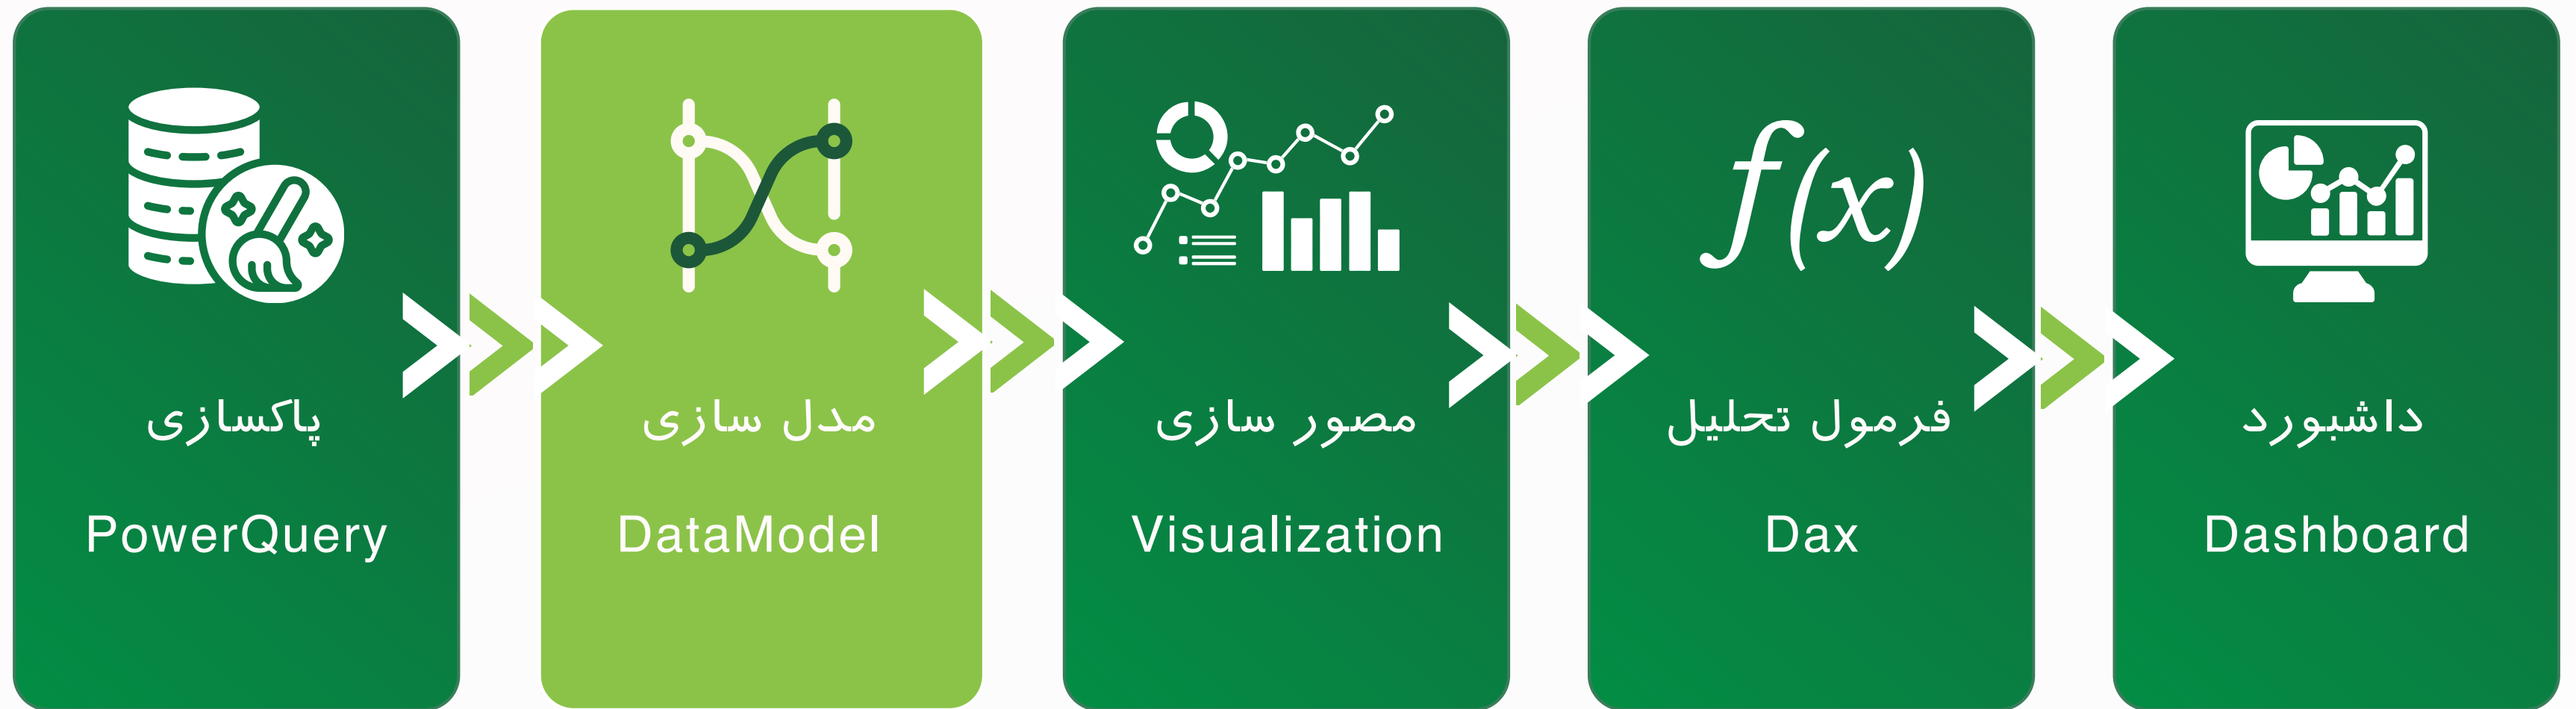 f(x)
پاکسازی
PowerQuery
مدل سازی
DataModel
مصور سازی
Visualization
فرمول تحلیل
Dax
داشبورد
Dashboard